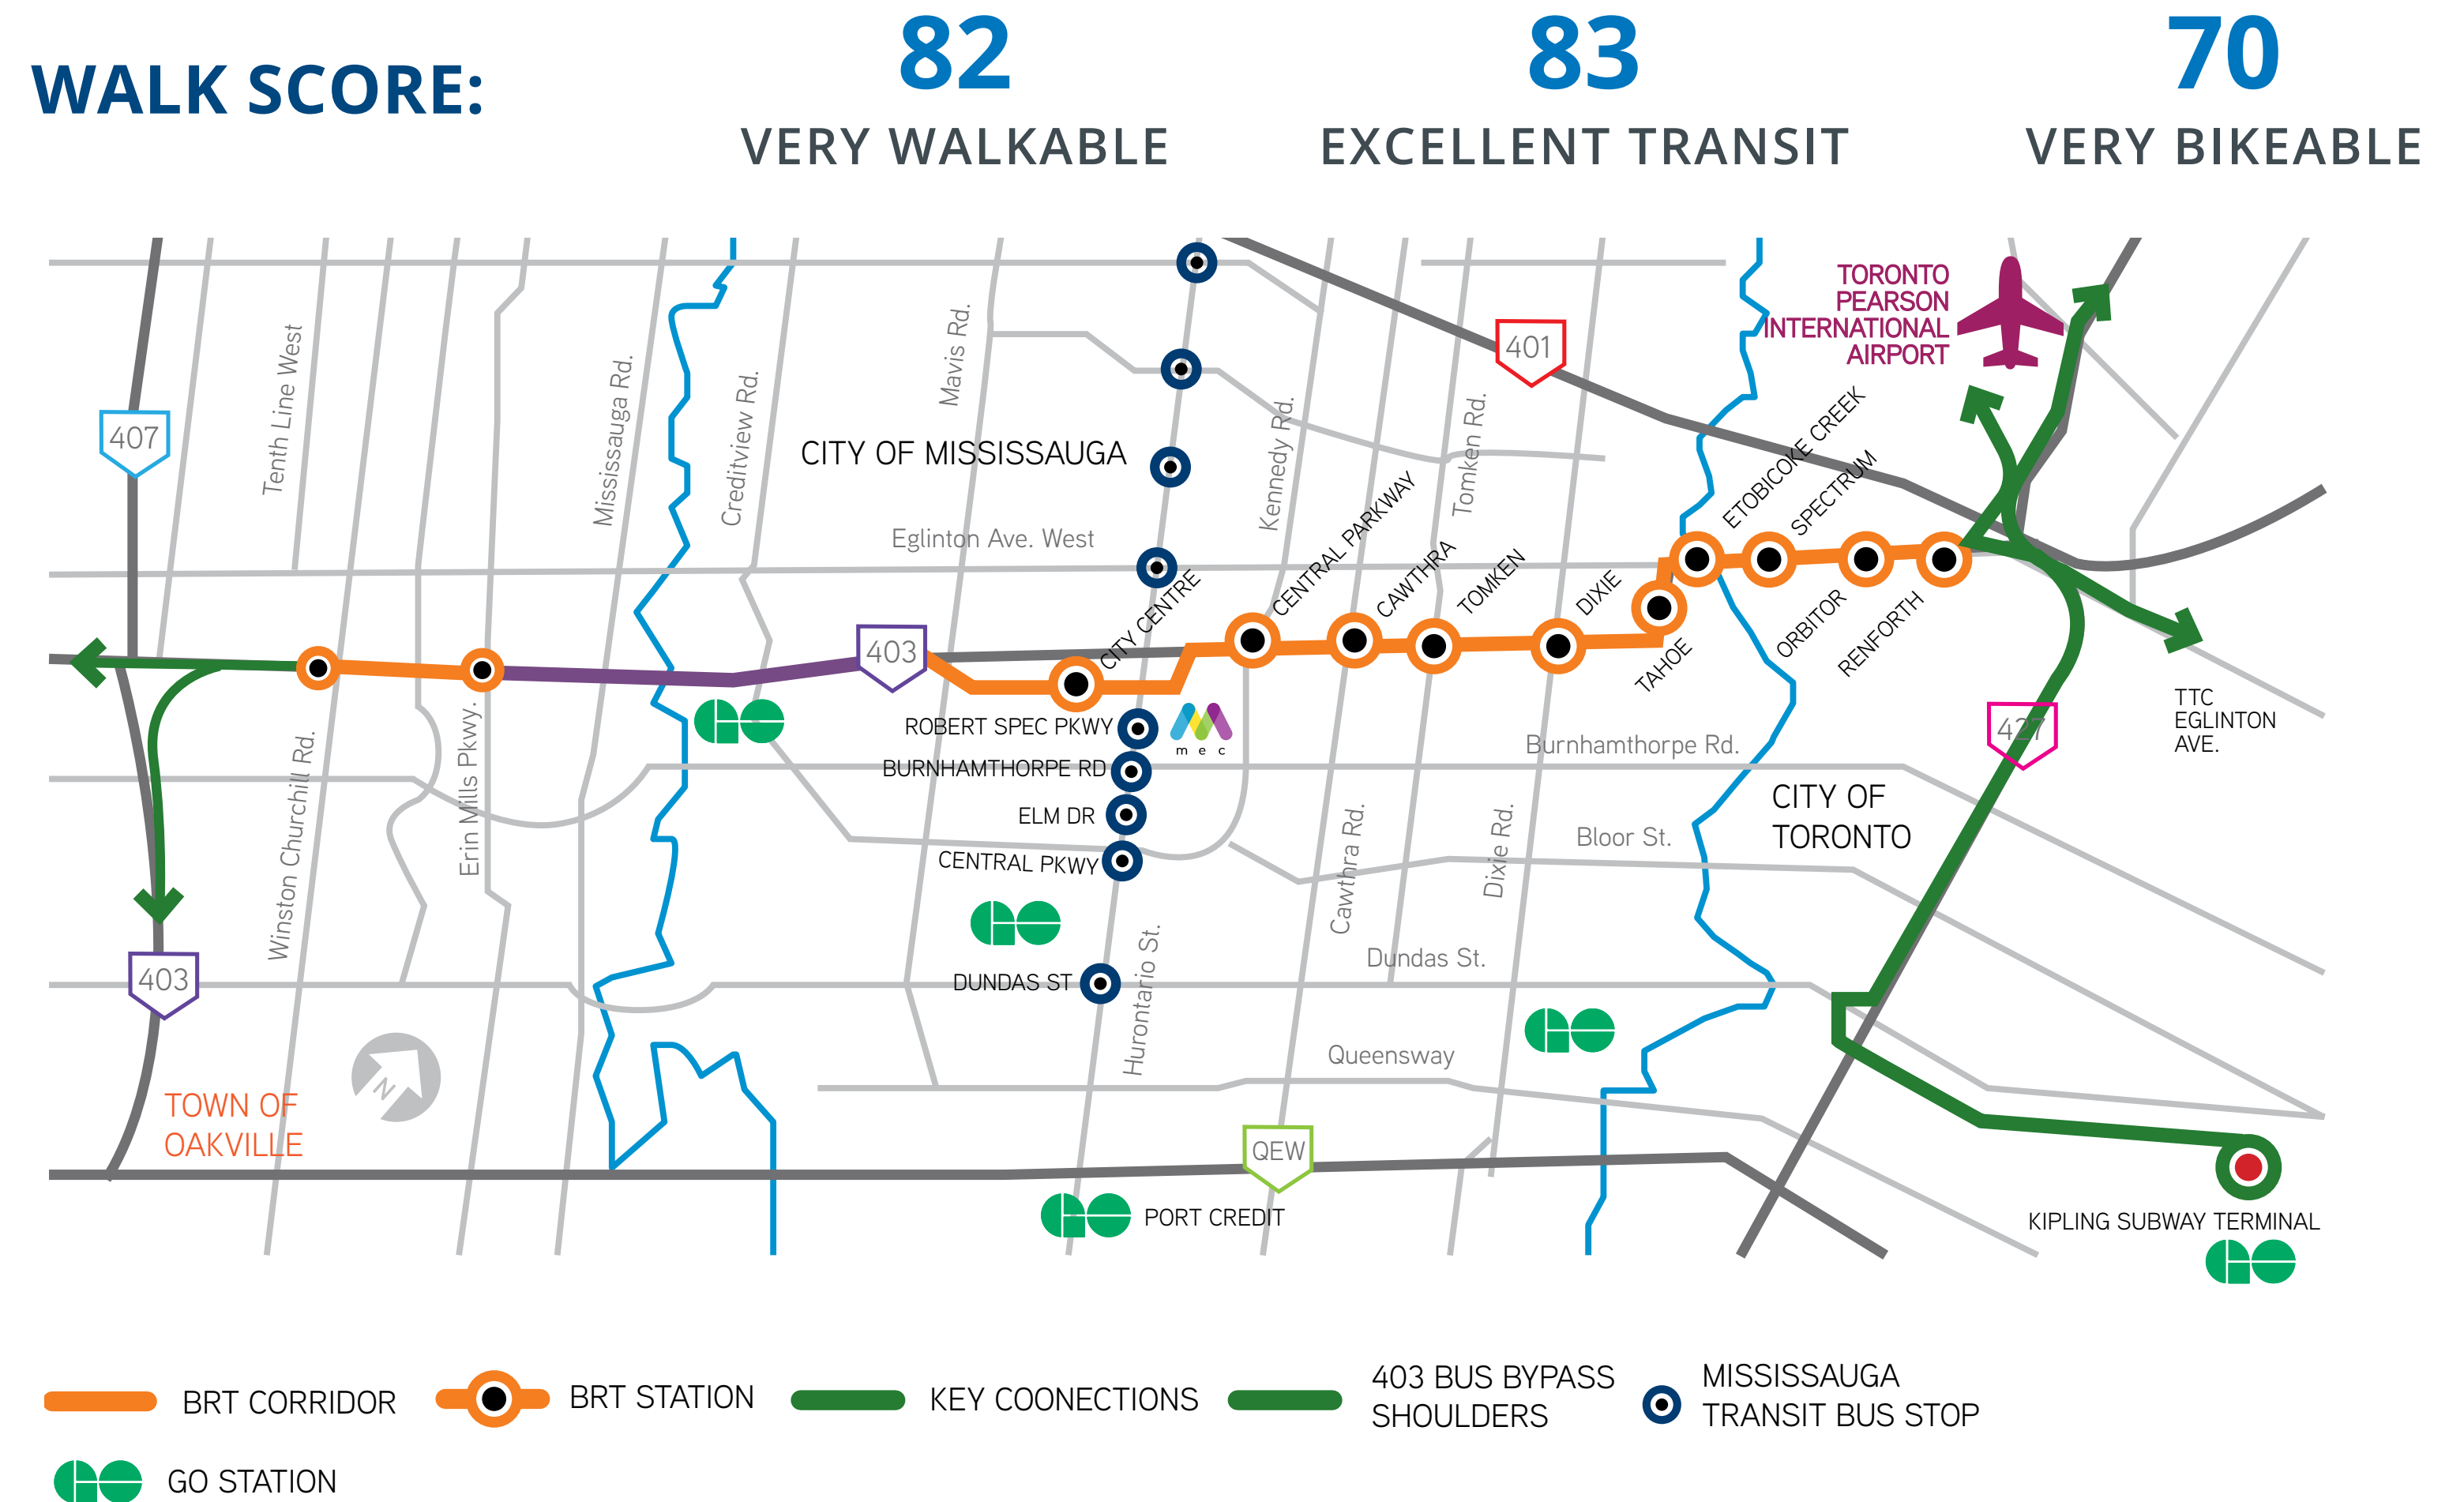 WALK SCORE:
82
VERY WALKABLE
83
EXCELLENT TRANSIT
70
VERY BIKEABLE
TORONTO
PEARSON
INTERNATIONAL
AIRPORT
401
407
Tenth Line West
Mississauga Rd.
Creditview Rd.
Mavis Rd.
Kennedy Rd.
Tomken Rd.
CITY OF MISSISSAUGA
Eglinton Ave. West
CITY CENTRE
CENTRAL PARKWAY
CAWTHRA
TOMKEN
DIXIE
TAHOE
ETOBICOKE CREEK
SPECTRUM
ORBITOR
RENFORTH
403
ROBERT SPEC PKWY
mec
BURNHAMTHORPE RD
ELM DR
CENTRAL PKWY
DUNDAS ST
Burnhamthorpe Rd.
427
TTC
EGLINTON
AVE.
CITY OF
TORONTO
Bloor St.
Winston Churchill Rd.
Erin Mills Pkwy.
Cawthra Rd.
Dixie Rd.
Hurontario St.
Dundas St.
403
Queensway
N
TOWN OF
OAKVILLE
QEW
PORT CREDIT
KIPLING SUBWAY TERMINAL
BRT CORRIDOR
BRT STATION
KEY COONECTIONS
403 BUS BYPASS
SHOULDERS
MISSISSAUGA
TRANSIT BUS STOP
GO STATION